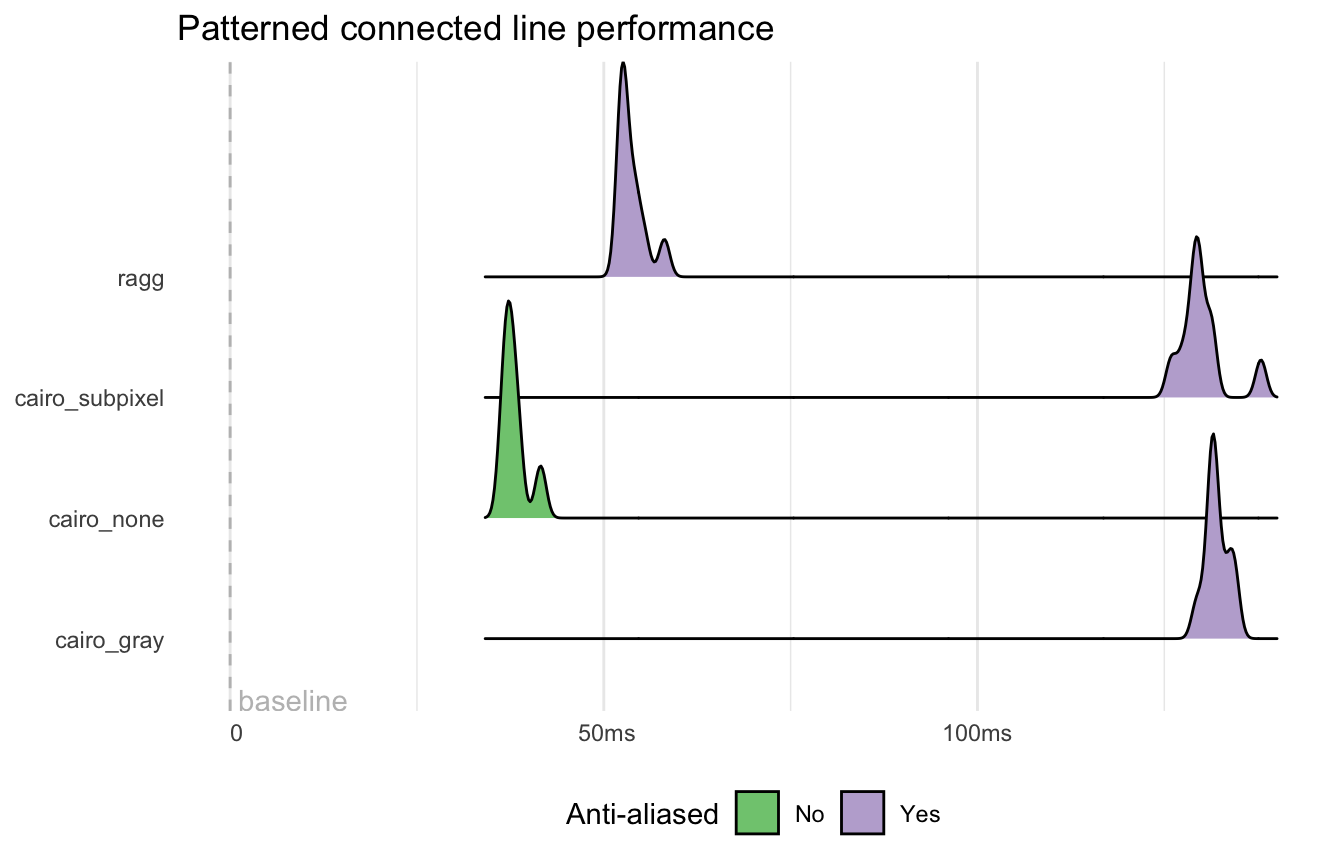 Patterned connected line performance
ragg
cairo_subpixel
cairo_none
cairo_gray
baseline
0 50ms 100ms
Anti-aliased No Yes